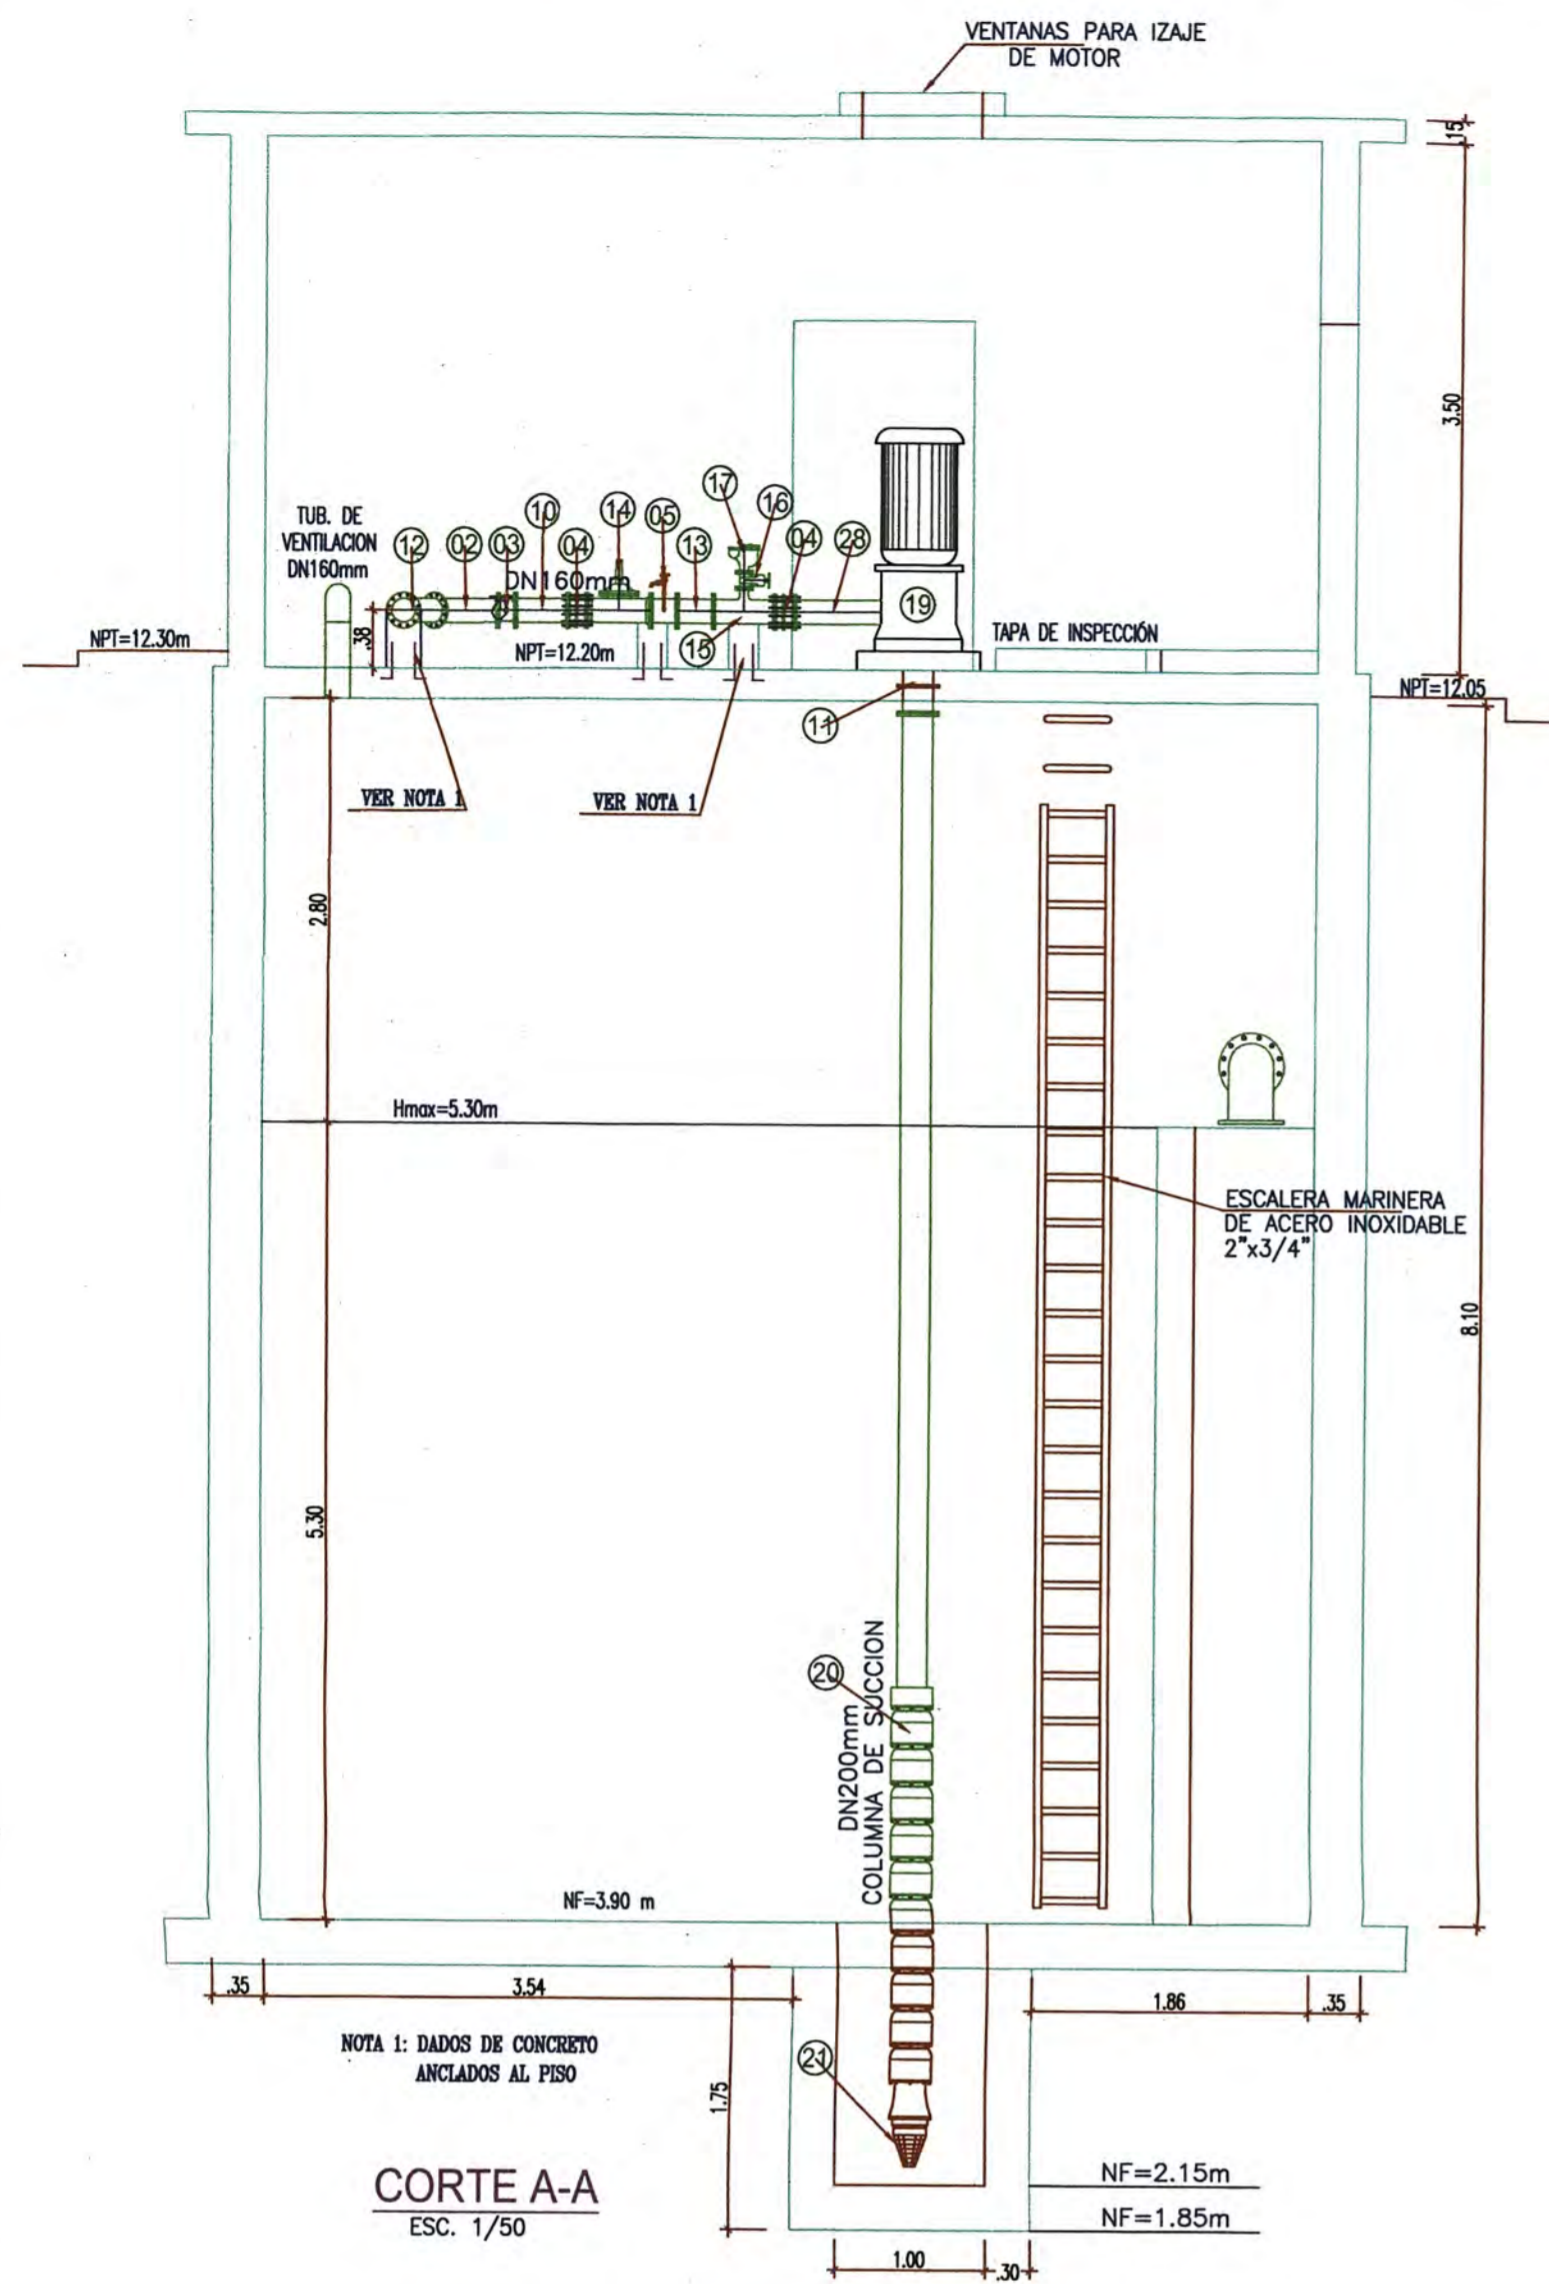 VENTANAS PARA IZAJE
DE MOTOR
.15
3.50
17
16
10
14
05
04
28
12
02
03
04
13
TUB. DE
VENTILACION
DN160mm
DN160mm
19
.38
NPT=12.30m
NPT=12.20m
15
TAPA DE INSPECCIÓN
NPT=12.05
11
VER NOTA 1
VER NOTA 1
2.80
Hmax=5.30m
ESCALERA MARINERA
DE ACERO INOXIDABLE
2"x3/4"
8.10
5.30
20
DN200mm
COLUMNA DE SUCCION
NF=3.90 m
.35
3.54
1.86
.35
NOTA 1: DADOS DE CONCRETO
ANCLADOS AL PISO
21
1.75
CORTE A-A
ESC. 1/50
NF=2.15m
NF=1.85m
1.00
.30